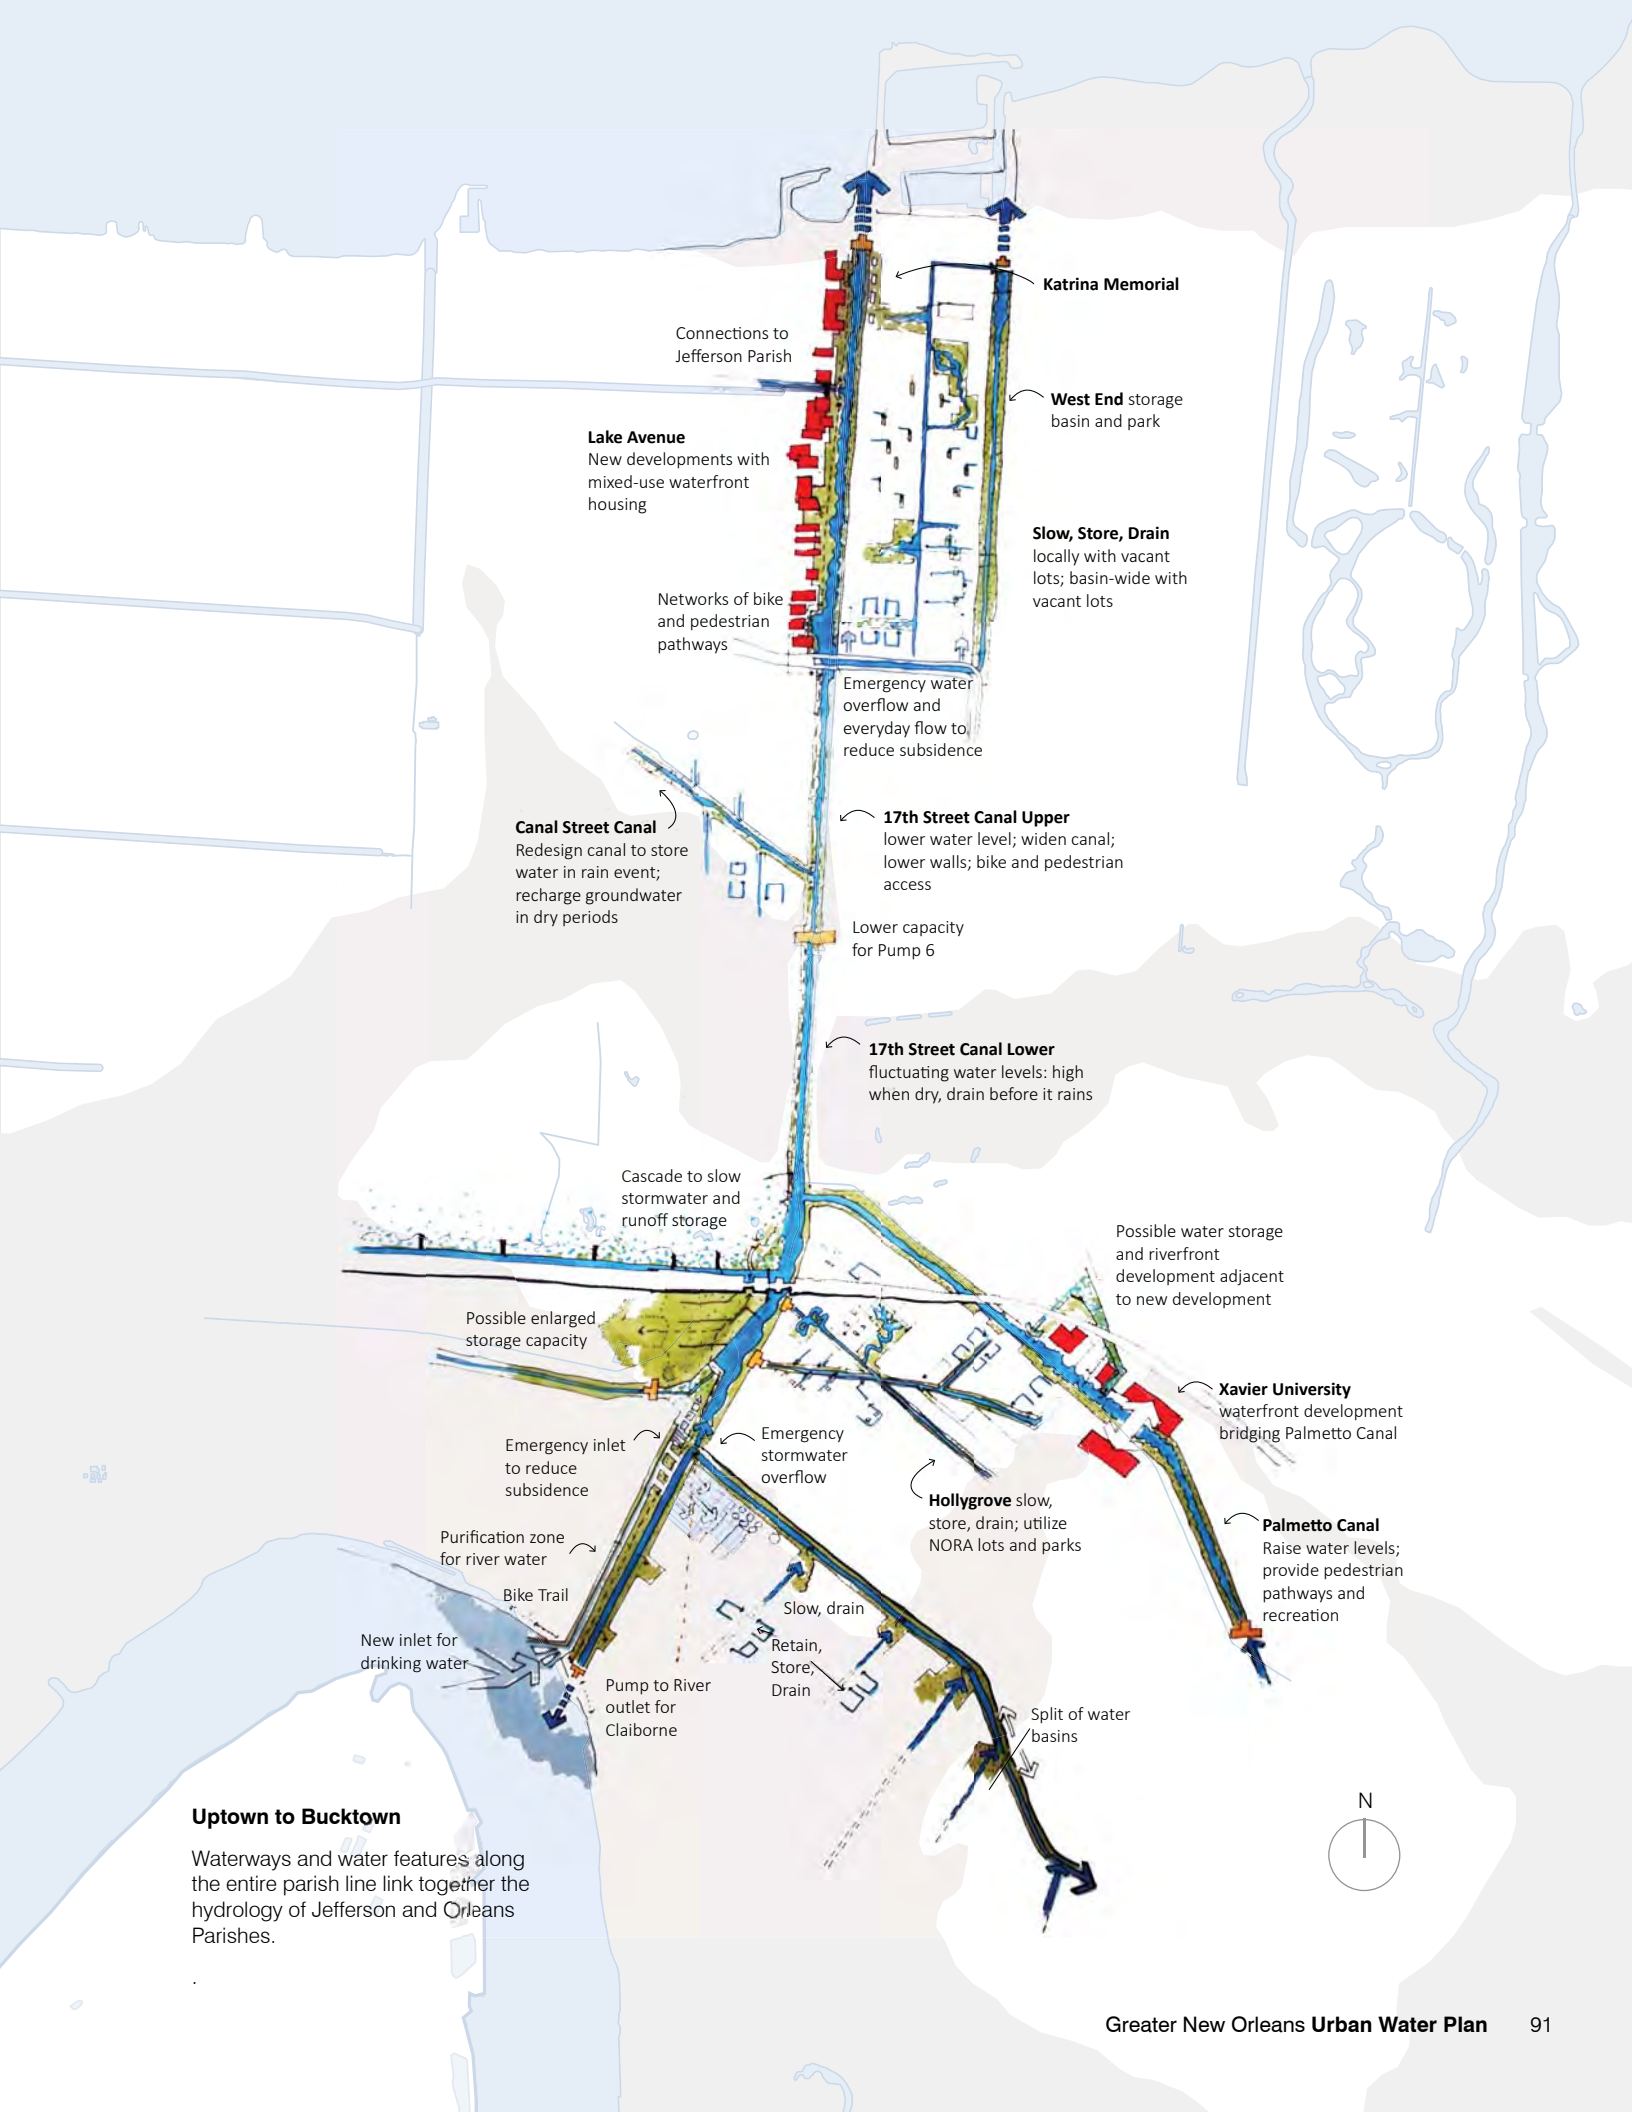 Katrina Memorial
Connections to
Jefferson Parish
West End storage
basin and park
Lake Avenue
New developments with
mixed-use waterfront
housing
Slow, Store, Drain
locally with vacant
lots; basin-wide with
vacant lots
Networks of bike
and pedestrian
pathways
Emergency water
overflow and
everyday flow to
reduce subsidence
17th Street Canal Upper
lower water level; widen canal;
lower walls; bike and pedestrian
access
Canal Street Canal
Redesign canal to store
water in rain event;
recharge groundwater
in dry periods
Lower capacity
for Pump 6
17th Street Canal Lower
fluctuating water levels: high
when dry, drain before it rains
Cascade to slow
stormwater and
runoff storage
Possible water storage
and riverfront
development adjacent
to new development
Possible enlarged
storage capacity
Xavier University
waterfront development
bridging Palmetto Canal
Emergency inlet
to reduce
subsidence
Emergency
stormwater
overflow
Hollygrove slow,
store, drain; utilize
NORA lots and parks
Palmetto Canal
Raise water levels;
provide pedestrian
pathways and
recreation
Purification zone
for river water
Bike Trail
Slow, drain
New inlet for
drinking water
Retain,
Store,
Drain
Pump to River
outlet for
Claiborne
Split of water
basins
N
Uptown to Bucktown
Waterways and water features along
the entire parish line link together the
hydrology of Jefferson and Orleans
Parishes.
.
Greater New Orleans Urban Water Plan 91